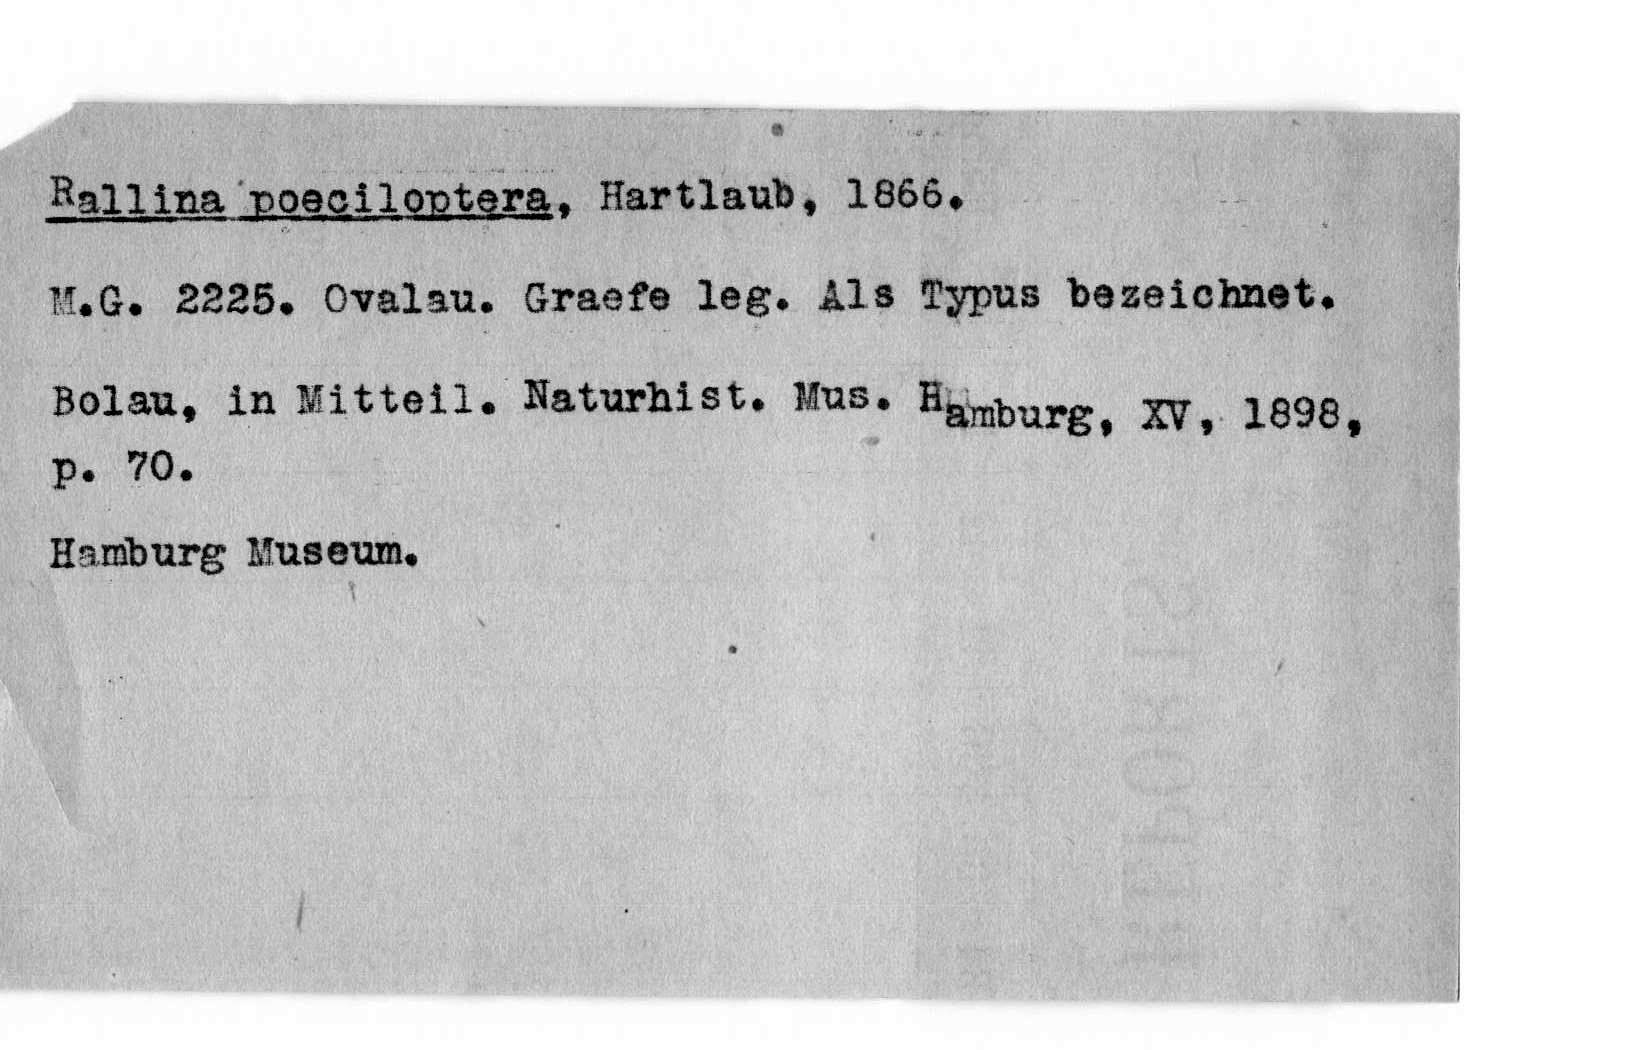 Rallina poeciloptera, Hartlaub, 1866.
M.G. 2225. Ovalau. Graefe leg. Als Typus bezeichnet.
Bolau, in Mitteil. Naturhist. Mus. Hamburg, XV, 1898,
p. 70.
Hamburg Museum.